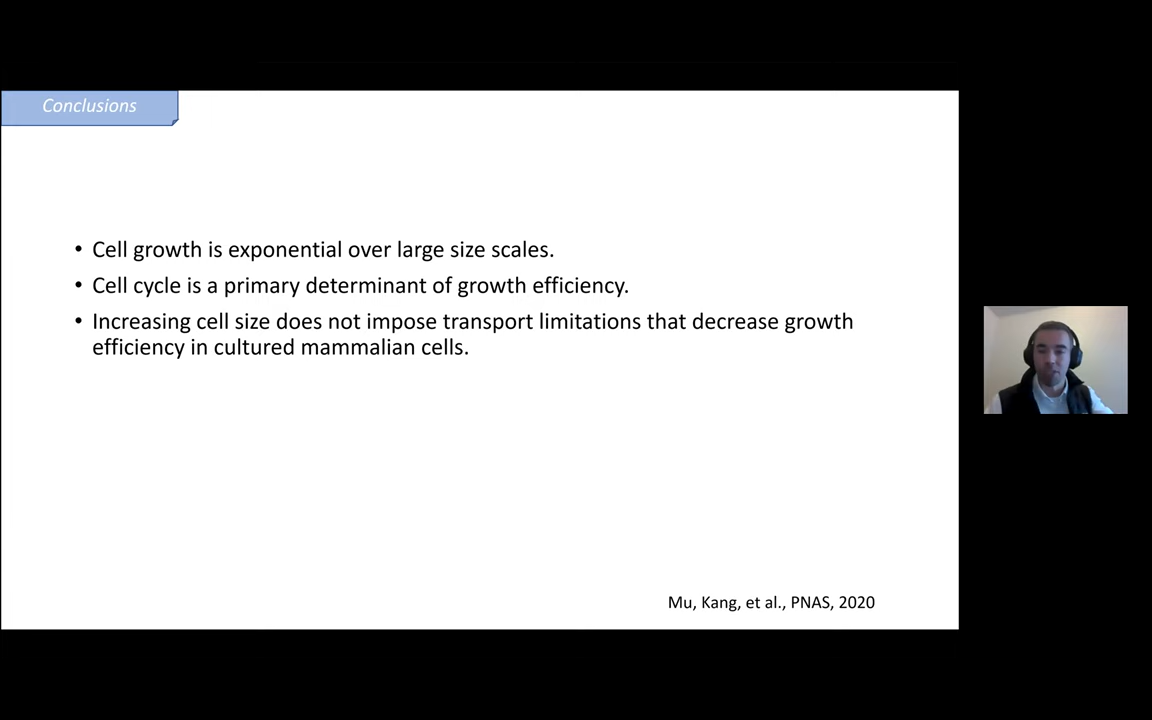 Conclusions
• Cell growth is exponential over large size scales.
• Cell cycle is a primary determinant of growth efficiency.
• Increasing cell size does not impose transport limitations that decrease growth
efficiency in cultured mammalian cells.
Mu, Kang, et al., PNAS, 2020